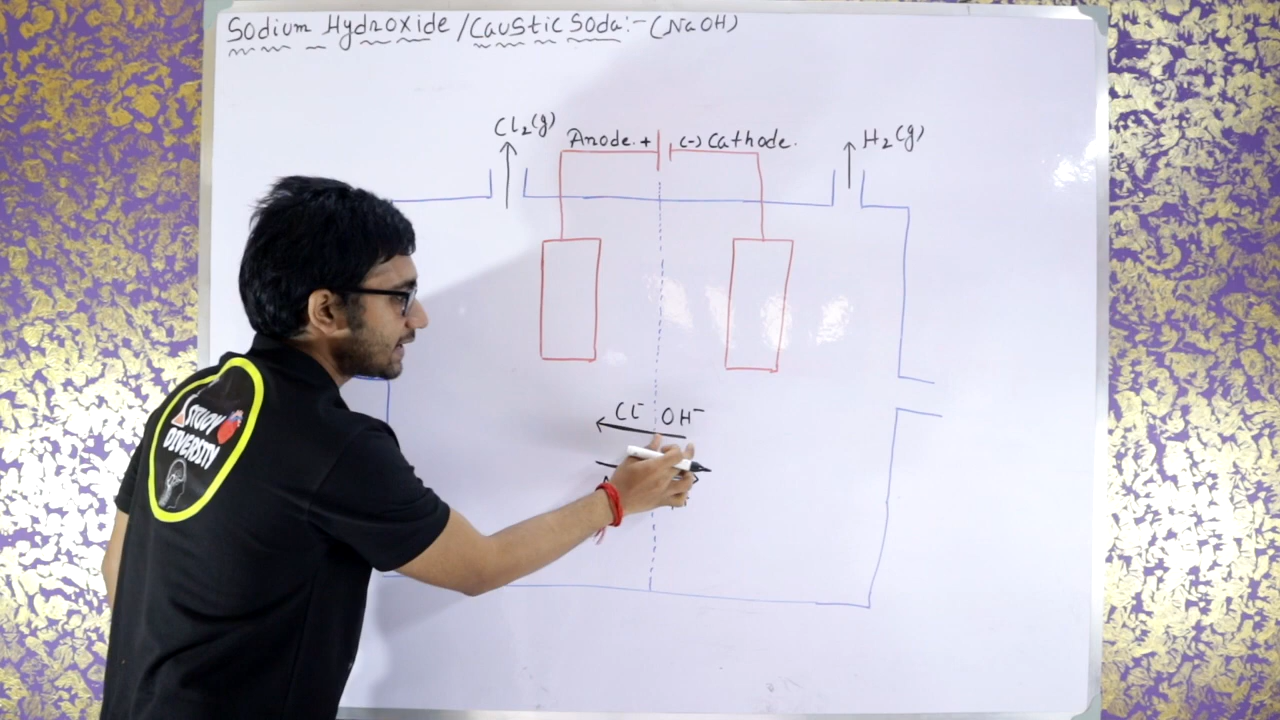 Sodium Hydroxide / Caustic Soda:- (NaOH)
Cl2(g) Anode + (-) Cathode. H2(g)
Cl- OH-
STUDY
DIVERSITY